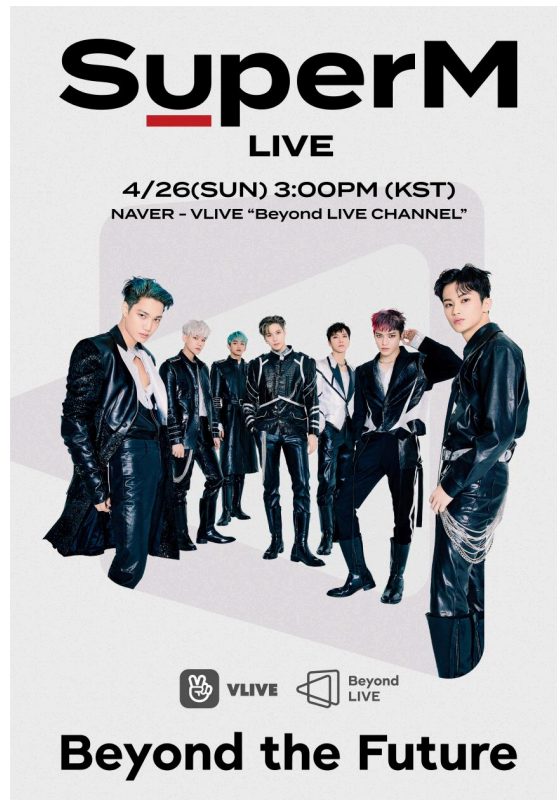 SuperM
LIVE
4/26(SUN) 3:00PM (KST)
NAVER - VLIVE “Beyond LIVE CHANNEL”
VLIVE
Beyond
LIVE
Beyond the Future